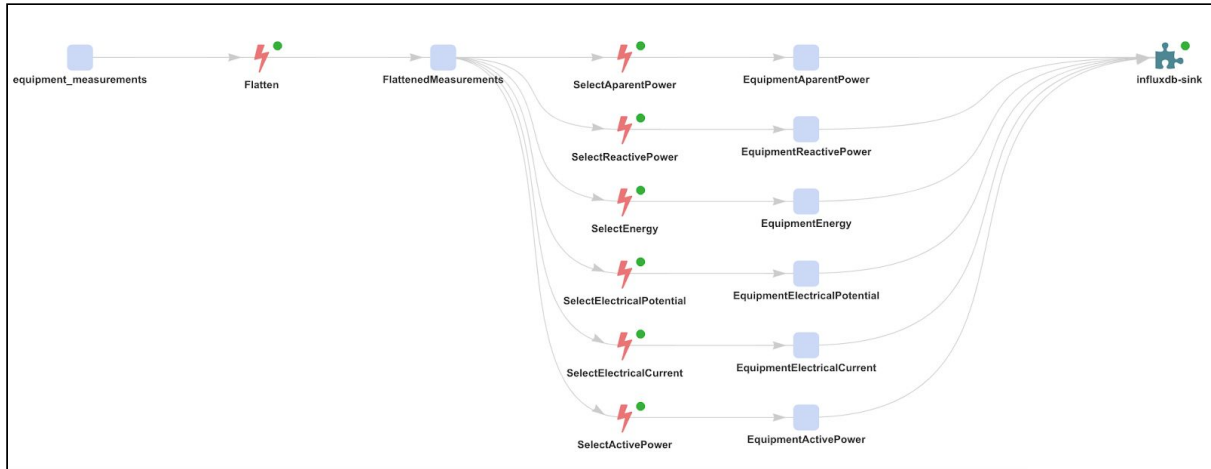 equipment_measurements
Flatten
FlattenedMeasurements
SelectAparentPower
EquipmentAparentPower
influxdb-sink
SelectReactivePower
EquipmentReactivePower
SelectEnergy
EquipmentEnergy
SelectElectricalPotential
EquipmentElectricalPotential
SelectElectricalCurrent
EquipmentElectricalCurrent
SelectActivePower
EquipmentActivePower